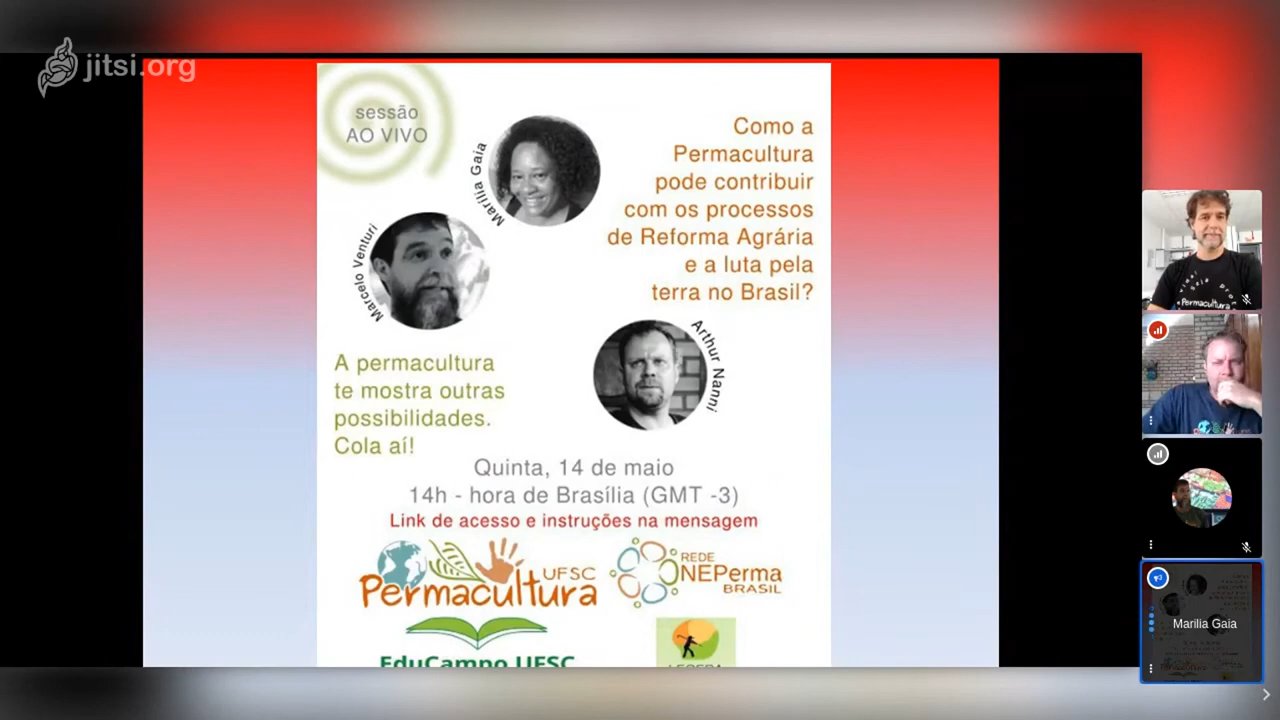 jitsi.org
sessão
AO VIVO
Marilia Gaia
Marcelo Venturi
Como a
Permacultura
pode contribuir
com os processos
de Reforma Agrária
e a luta pela
terra no Brasil?
Arthur Nanni
A permacultura
te mostra outras
possibilidades.
Cola aí!
Quinta, 14 de maio
14h - hora de Brasília (GMT -3)
Link de acesso e instruções na mensagem
UFSC
Permacultura
REDE
NEPerma
BRASIL
EduCampo UFSC
Permacultura
Marilia Gaia